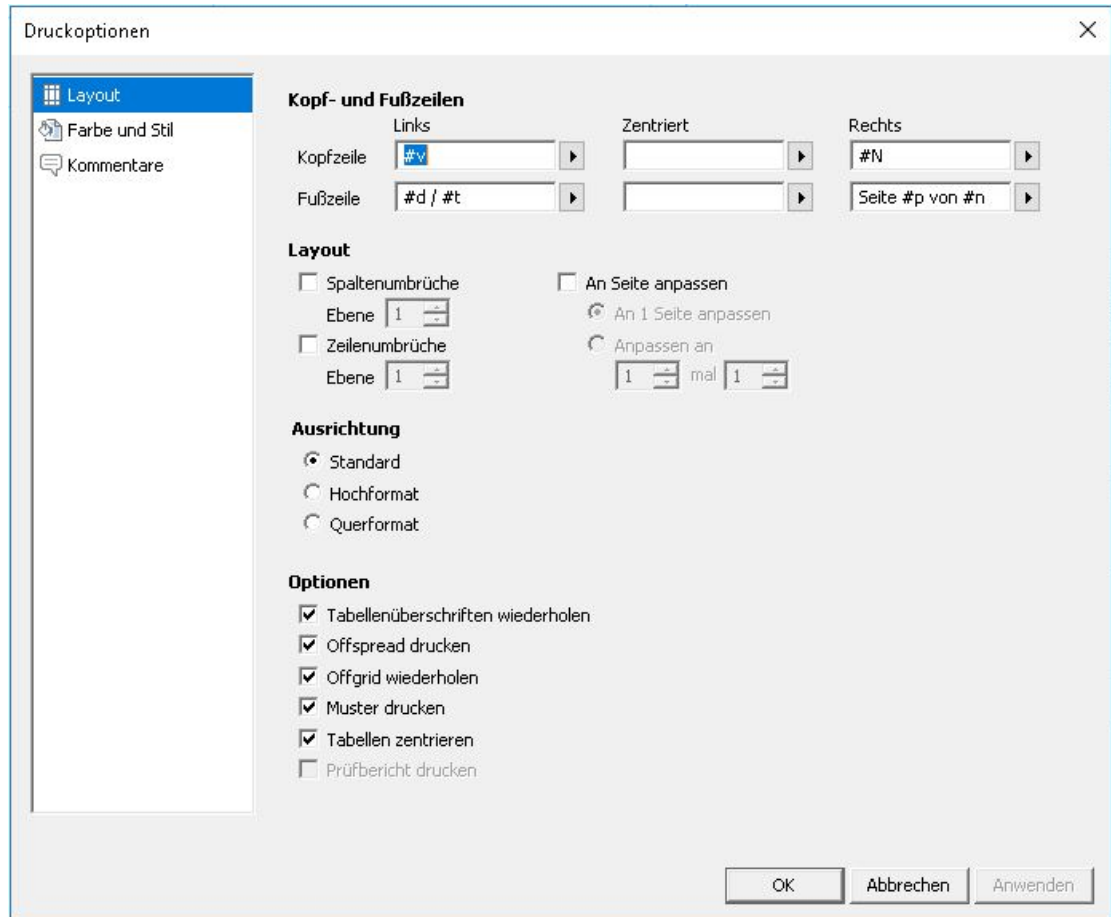 Druckoptionen
Layout
Farbe und Stil
Kommentare
Kopf- und Fußzeilen
Links Zentriert Rechts
Kopfzeile #v #N
Fußzeile #d / #t Seite #p von #n
Layout
Spaltenumbrüche An Seite anpassen
Ebene 1 An 1 Seite anpassen
Zeilenumbrüche Anpassen an
Ebene 1 1 mal 1
Ausrichtung
Standard
Hochformat
Querformat
Optionen
Tabellenüberschriften wiederholen
Offspread drucken
Offgrid wiederholen
Muster drucken
Tabellen zentrieren
Prüfbericht drucken
OK Abbrechen Anwenden